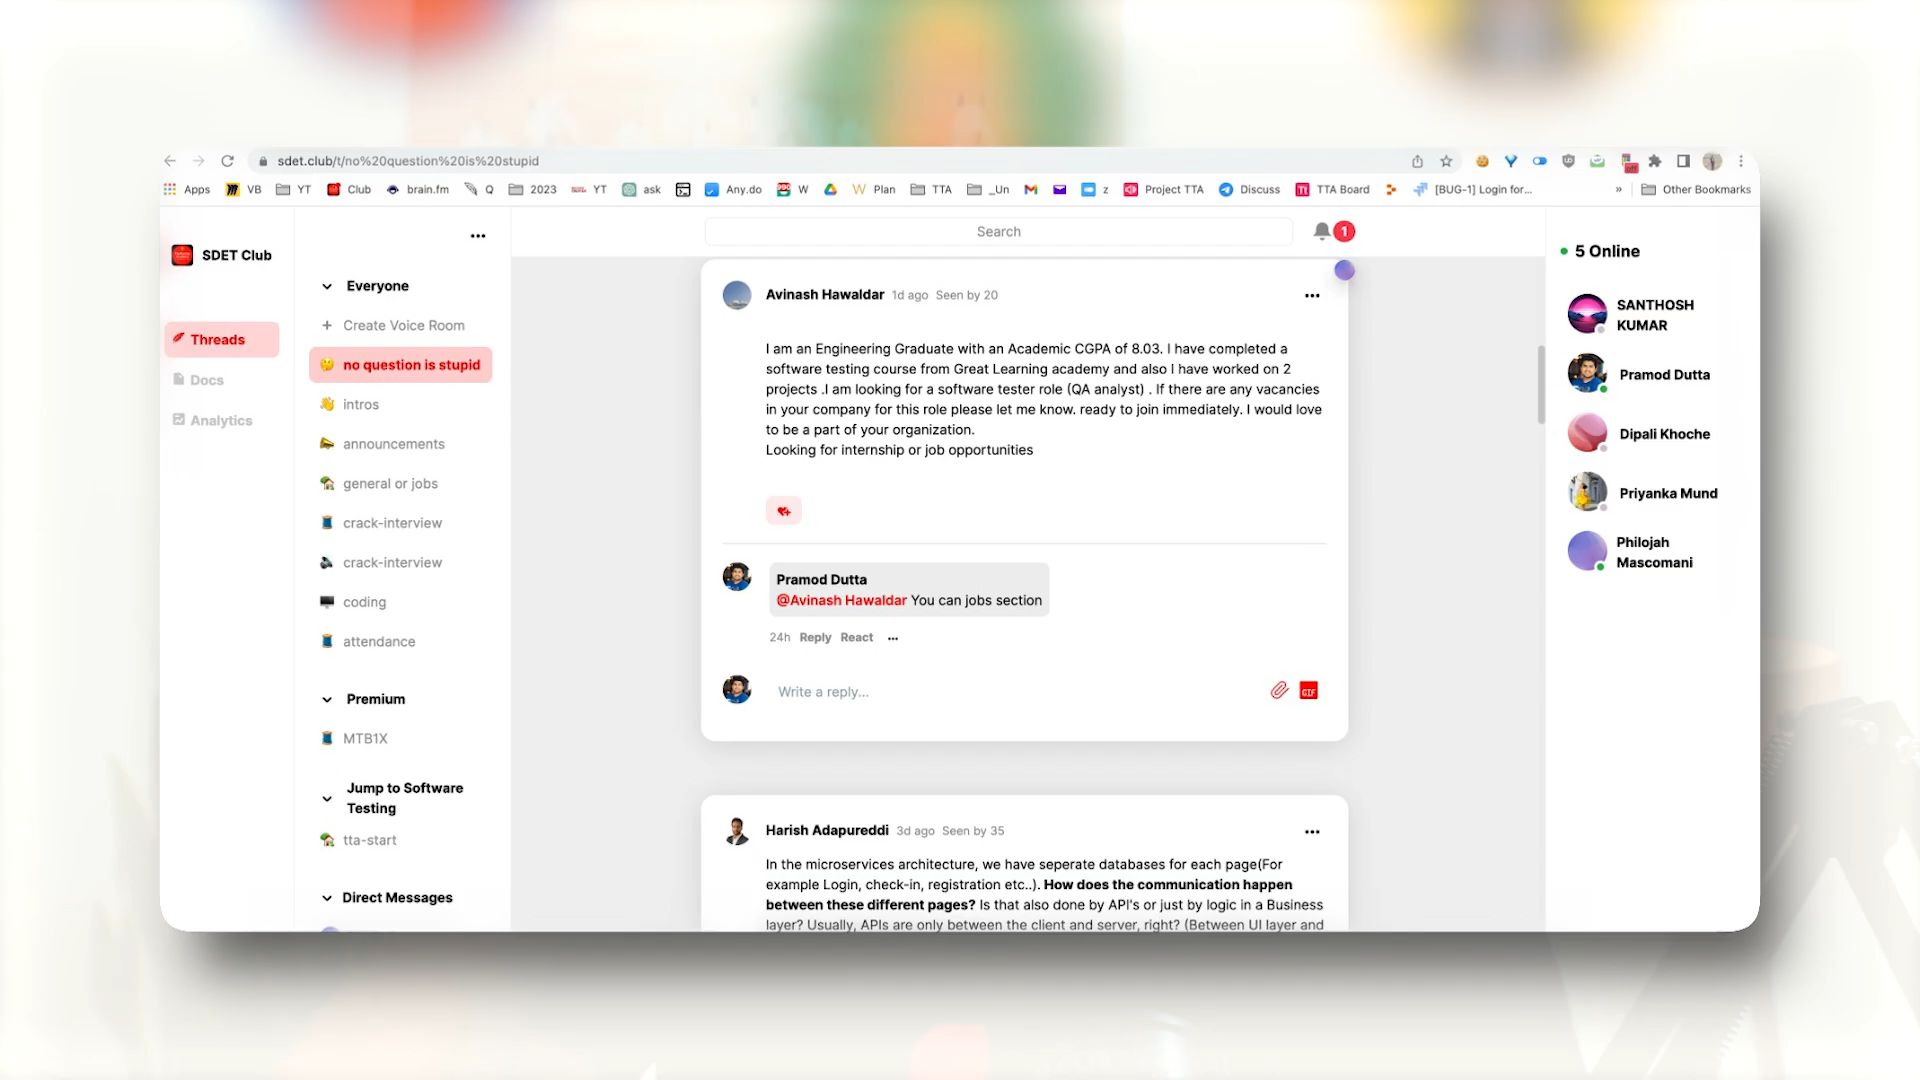 sdet.club/t/no%20question%20is%20stupid
Apps VB YT Club brain.fm Q 2023 YT ask Any.do W Plan TTA _Un z Project TTA Discuss TTA Board [BUG-1] Login for... » Other Bookmarks
SDET Club
Threads
Docs
Analytics
Everyone
Create Voice Room
no question is stupid
intros
announcements
general or jobs
crack-interview
crack-interview
coding
attendance
Premium
MTB1X
Jump to Software
Testing
tta-start
Direct Messages
Search
1
Avinash Hawaldar 1d ago Seen by 20
I am an Engineering Graduate with an Academic CGPA of 8.03. I have completed a
software testing course from Great Learning academy and also I have worked on 2
projects .I am looking for a software tester role (QA analyst) . If there are any vacancies
in your company for this role please let me know. ready to join immediately. I would love
to be a part of your organization.
Looking for internship or job opportunities
Pramod Dutta
@Avinash Hawaldar You can jobs section
24h Reply React
Write a reply...
GIF
Harish Adapureddi 3d ago Seen by 35
In the microservices architecture, we have seperate databases for each page(For
example Login, check-in, registration etc..). How does the communication happen
between these different pages? Is that also done by API's or just by logic in a Business
layer? Usually, APIs are only between the client and server, right? (Between UI layer and
5 Online
SANTHOSH
KUMAR
Pramod Dutta
Dipali Khoche
Priyanka Mund
Philojah
Mascomani